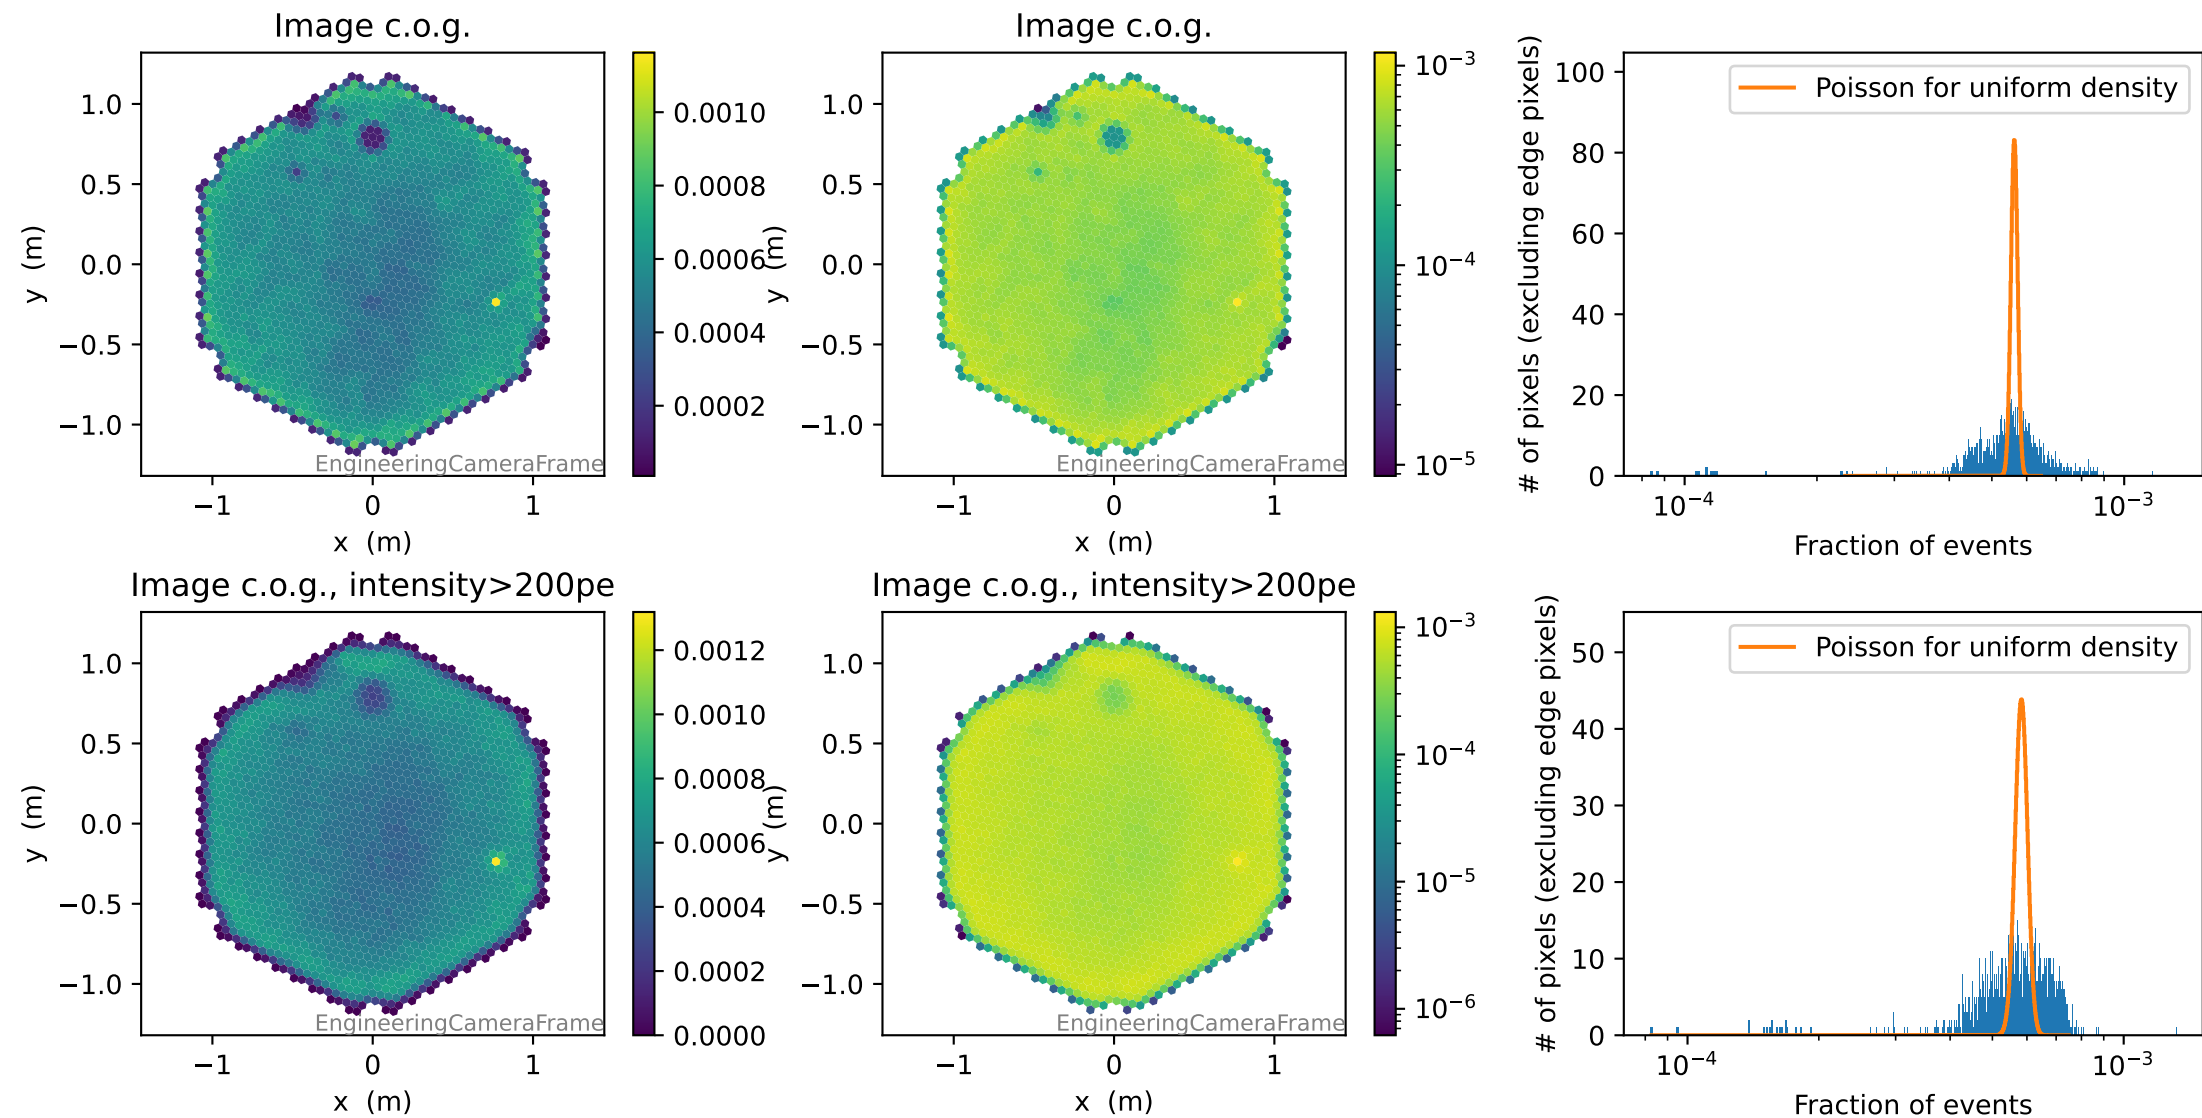 Image c.o.g.
1.0
0.5
0.0
−0.5
−1.0
y (m)
−1 0 1
x (m)
EngineeringCameraFrame
0.0010
0.0008
0.0006
0.0004
0.0002
Image c.o.g.
1.0
0.5
0.0
−0.5
−1.0
y (m)
−1 0 1
x (m)
EngineeringCameraFrame
10−3
10−4
10−5
Poisson for uniform density
100
80
60
40
20
0
# of pixels (excluding edge pixels)
10−4 10−3
Fraction of events
Image c.o.g., intensity>200pe
1.0
0.5
0.0
−0.5
−1.0
y (m)
−1 0 1
x (m)
EngineeringCameraFrame
0.0012
0.0010
0.0008
0.0006
0.0004
0.0002
0.0000
Image c.o.g., intensity>200pe
1.0
0.5
0.0
−0.5
−1.0
y (m)
−1 0 1
x (m)
EngineeringCameraFrame
10−3
10−4
10−5
10−6
Poisson for uniform density
50
40
30
20
10
0
# of pixels (excluding edge pixels)
10−4 10−3
Fraction of events